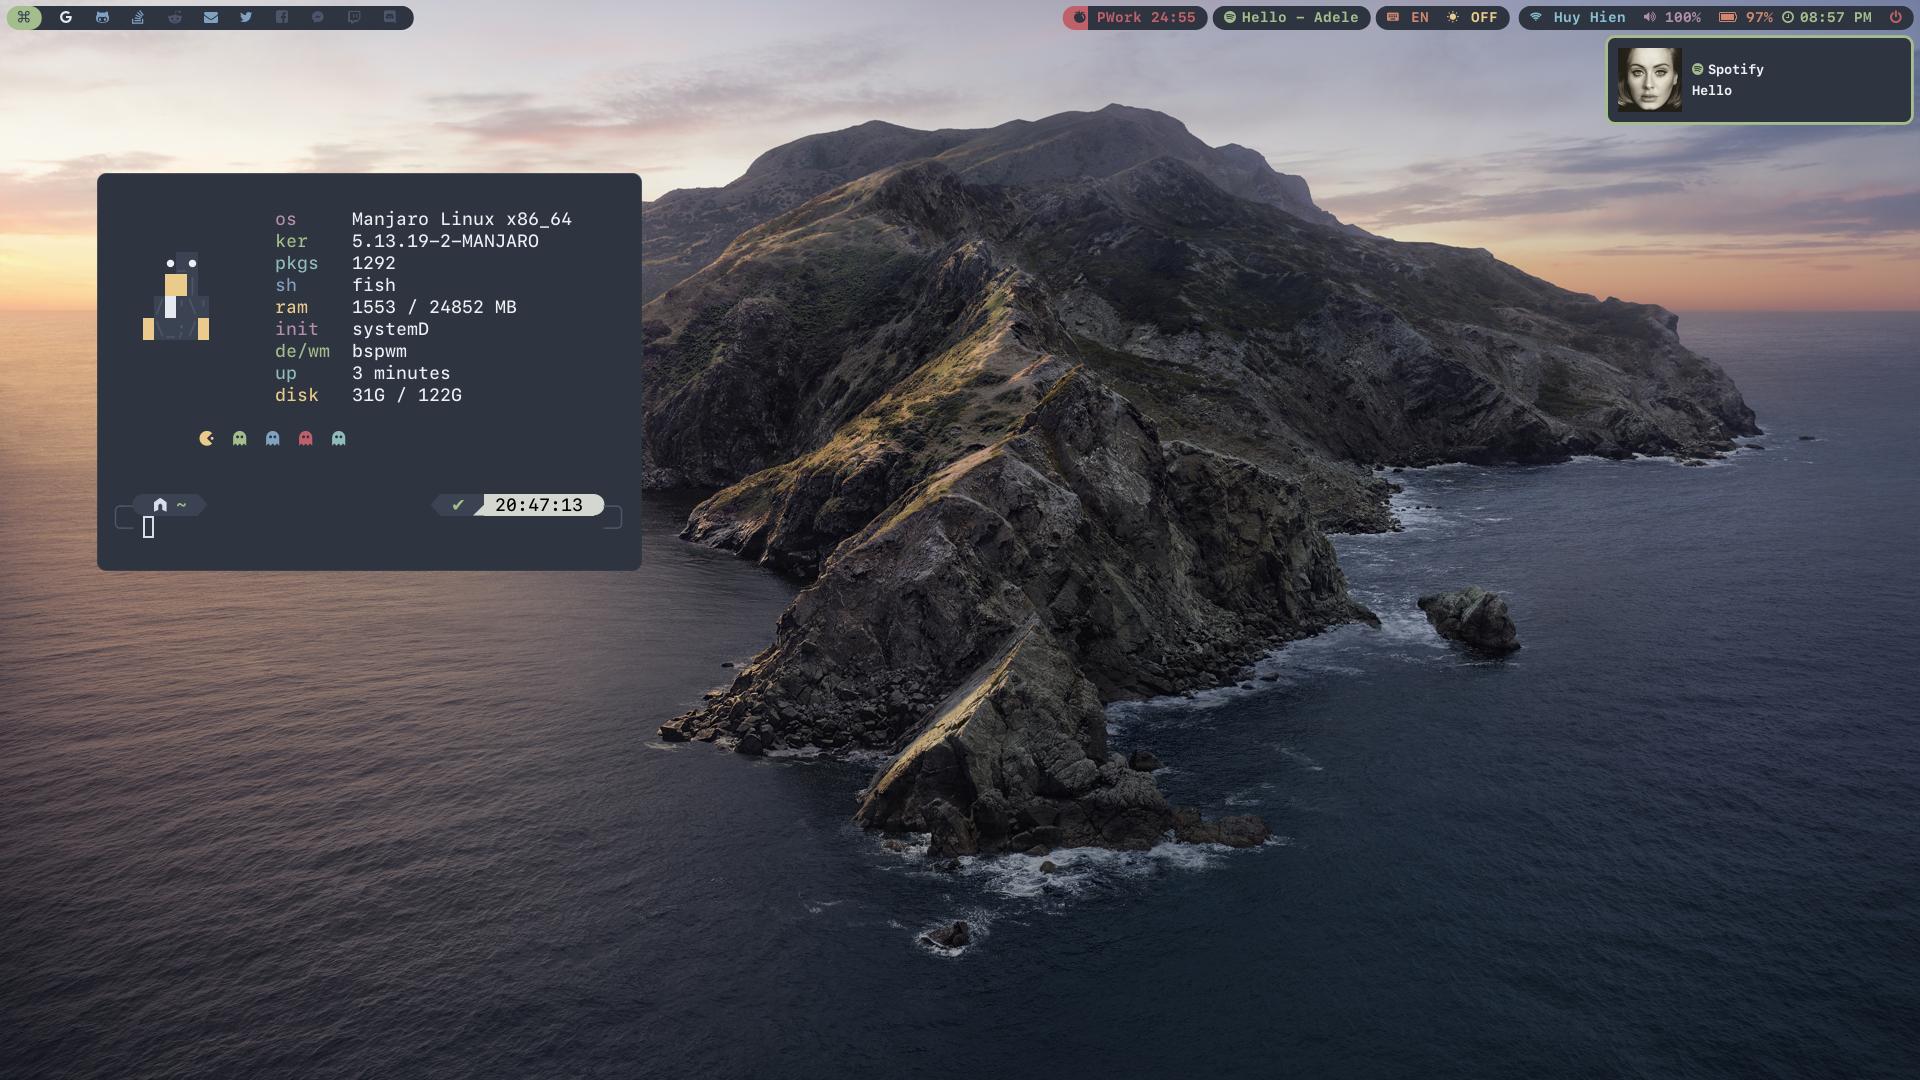 PWork 24:55 Hello – Adele EN OFF Huy Hien 100% 97% 08:57 PM
Spotify
Hello
os Manjaro Linux x86_64
ker 5.13.19-2-MANJARO
pkgs 1292
sh fish
ram 1553 / 24852 MB
init systemD
de/wm bspwm
up 3 minutes
disk 31G / 122G
~ ✔ 20:47:13